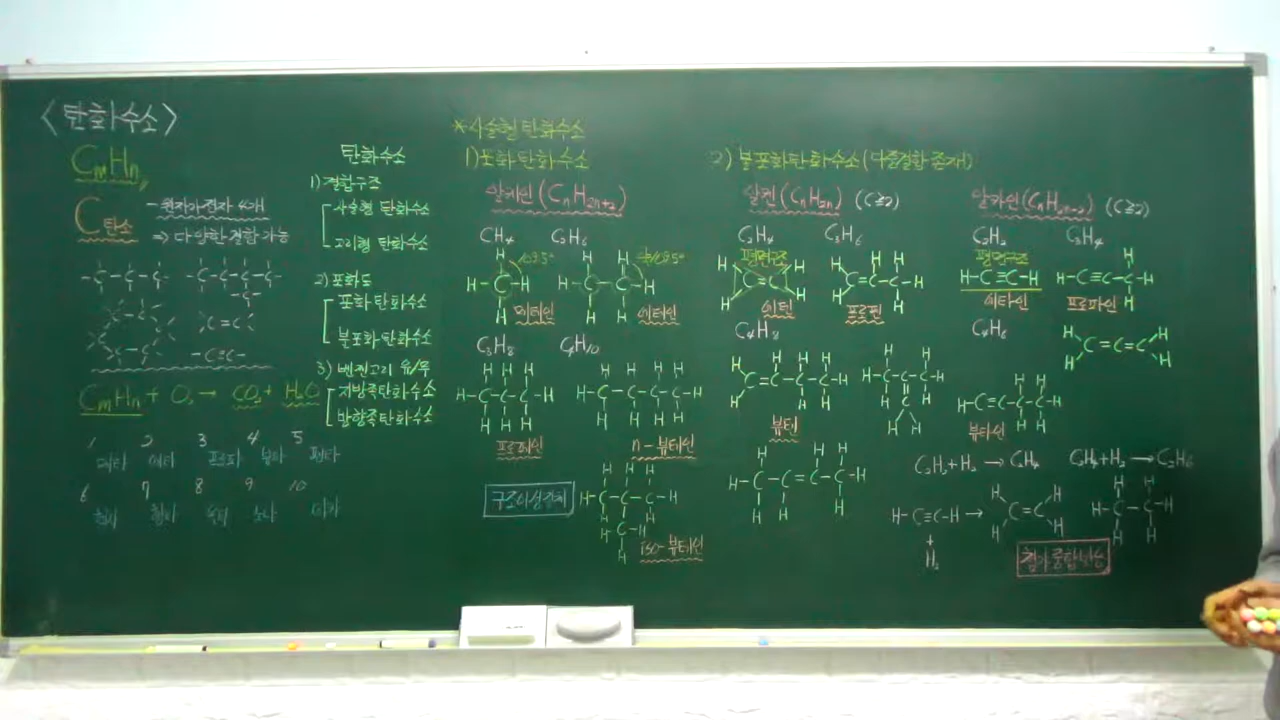 <탄화수소>
CmHn
C 탄소
- 원자가전자 4개
⇒ 다양한 결합 가능
CmHn + O₂ → CO₂ + H₂O
1 2 3 4 5
메타 에타 프로파 뷰타 펜타
6 7 8 9 10
헥사 헵타 옥타 노나 데카
탄화수소
1) 결합구조
사슬형 탄화수소
고리형 탄화수소
2) 포화도
포화 탄화수소
불포화 탄화수소
3) 벤젠고리 유/무
지방족탄화수소
방향족탄화수소
*사슬형 탄화수소
1) 포화 탄화수소
알케인 (CnH2n+2)
CH₄ C₂H₆
109.5°
메테인 에테인
C₃H₈ C₄H₁₀
프로페인 n-뷰테인
구조이성질체
iso-뷰테인
2) 불포화탄화수소 (다중결합 존재)
알켄 (CnH2n) (C≥2)
C₂H₄ C₃H₆
평면구조
에텐 프로펜
C₄H₈
뷰텐
알카인 (CnH2n-2) (C≥2)
C₂H₂ C₃H₄
평면구조
H-C≡C-H
에타인 프로파인
C₄H₆
뷰타인
C₂H₂+H₂ → C₂H₄ C₂H₄+H₂ → C₂H₆
H-C≡C-H →
+
H₂